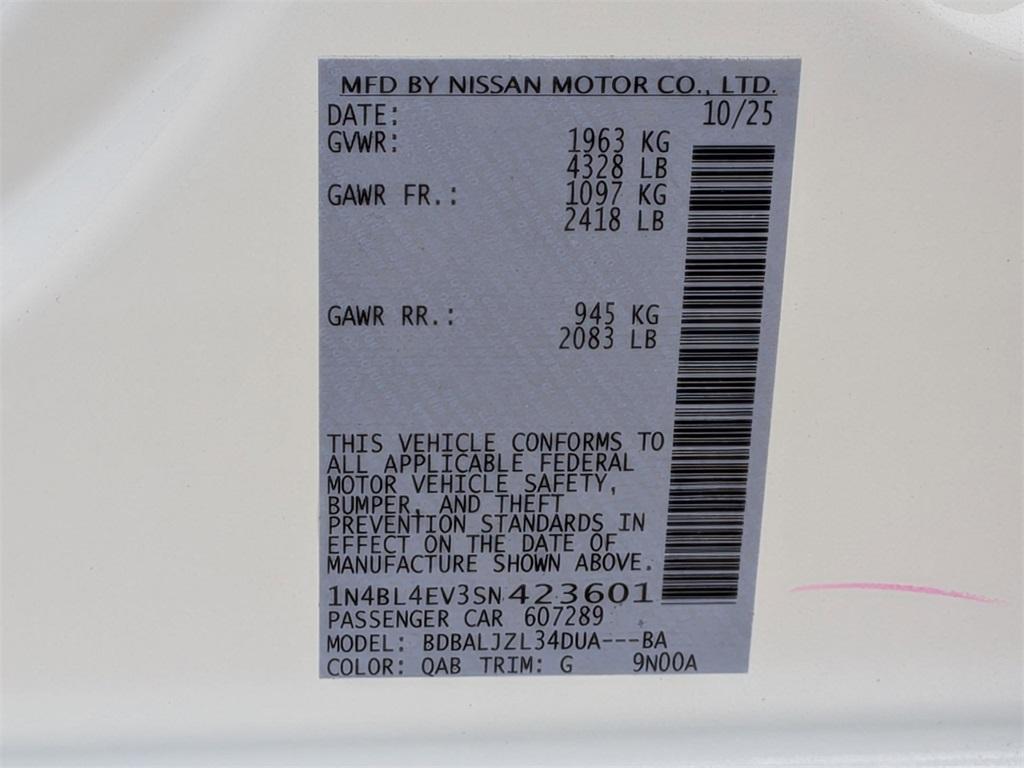 MFD BY NISSAN MOTOR CO., LTD.
DATE: 10/25
GVWR: 1963 KG
4328 LB
GAWR FR.: 1097 KG
2418 LB
GAWR RR.: 945 KG
2083 LB
THIS VEHICLE CONFORMS TO
ALL APPLICABLE FEDERAL
MOTOR VEHICLE SAFETY,
BUMPER, AND THEFT
PREVENTION STANDARDS IN
EFFECT ON THE DATE OF
MANUFACTURE SHOWN ABOVE.
1N4BL4EV3SN423601
PASSENGER CAR 607289
MODEL: BDBALJZL34DUA---BA
COLOR: QAB TRIM: G 9N00A